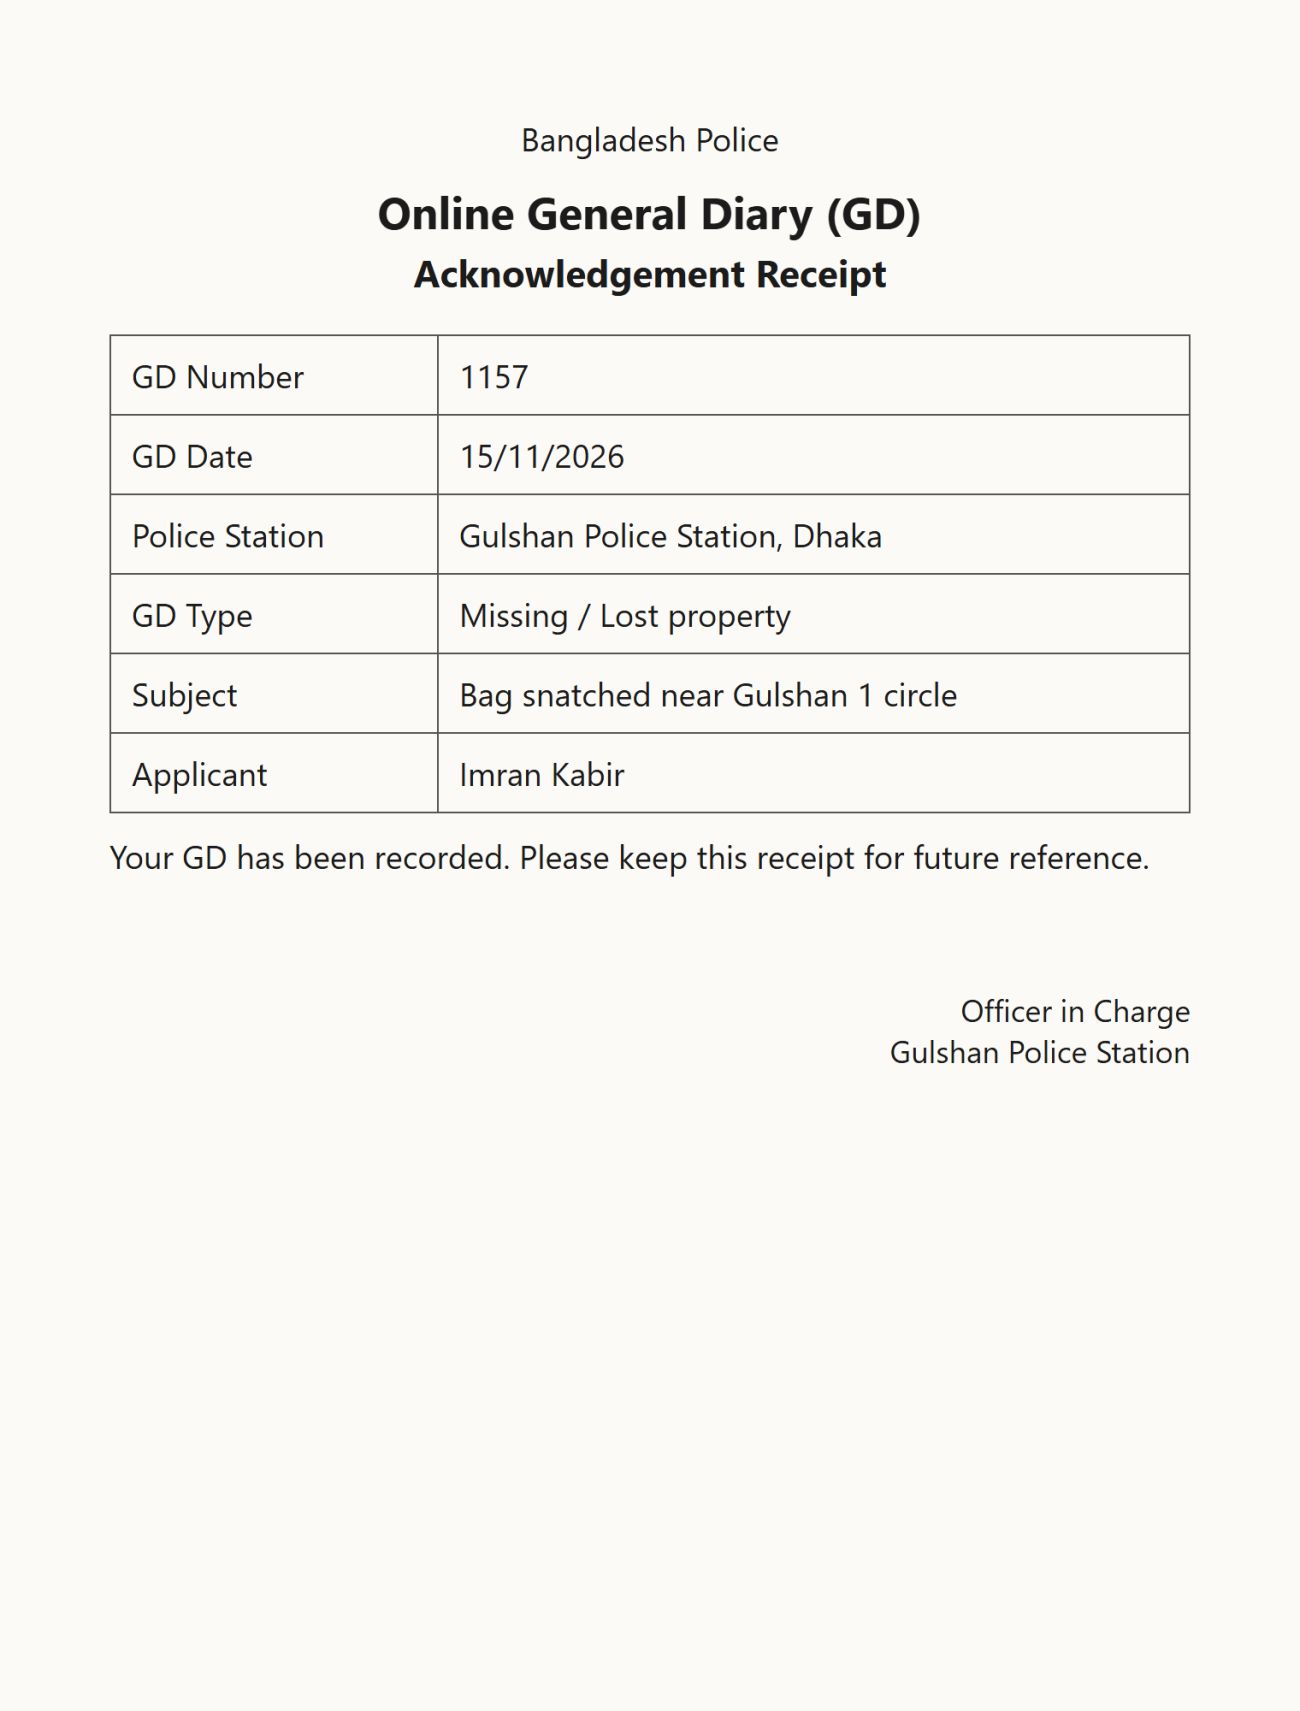 Bangladesh Police
Online General Diary (GD)
Acknowledgement Receipt
GD Number 1157
GD Date 15/11/2026
Police Station Gulshan Police Station, Dhaka
GD Type Missing / Lost property
Subject Bag snatched near Gulshan 1 circle
Applicant Imran Kabir
Your GD has been recorded. Please keep this receipt for future reference.
Officer in Charge
Gulshan Police Station